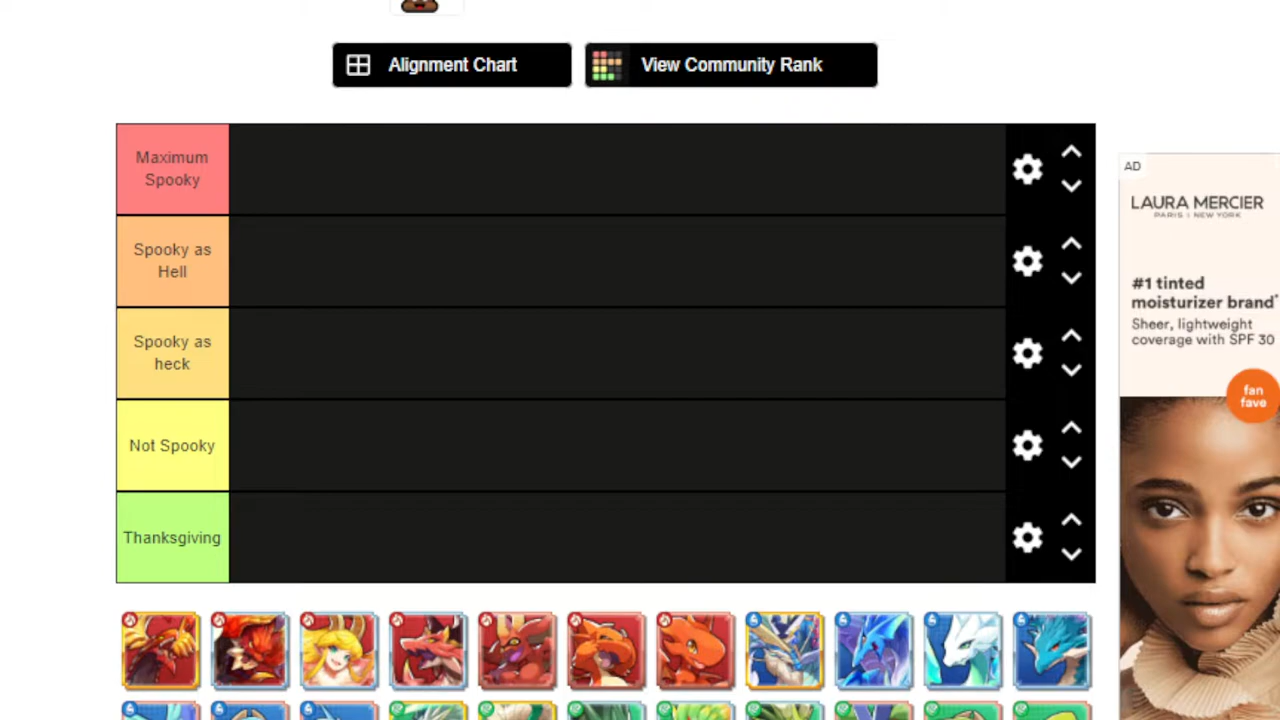 Alignment Chart
View Community Rank
Maximum
Spooky
Spooky as
Hell
Spooky as
heck
Not Spooky
Thanksgiving
AD
LAURA MERCIER
PARIS | NEW YORK
#1 tinted
moisturizer brand*
Sheer, lightweight
coverage with SPF 30
fan
fave